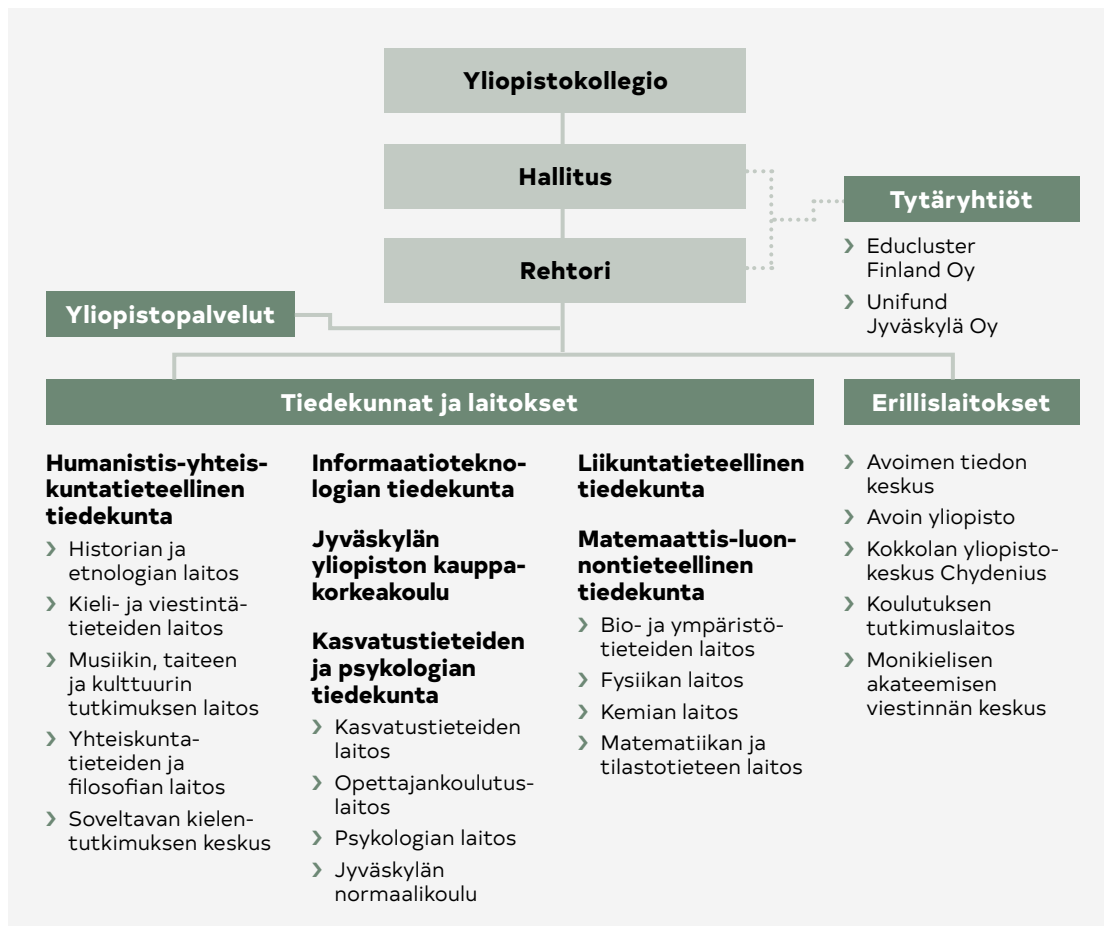 Yliopistokollegio
Hallitus
Rehtori
Tytäryhtiöt
› Educluster
Finland Oy
› Unifund
Jyväskylä Oy
Yliopistopalvelut
Tiedekunnat ja laitokset
Humanistis-yhteis-
kuntatieteellinen
tiedekunta
› Historian ja
etnologian laitos
› Kieli- ja viestintä-
tieteiden laitos
› Musiikin, taiteen
ja kulttuurin
tutkimuksen laitos
› Yhteiskunta-
tieteiden ja
filosofian laitos
› Soveltavan kielen-
tutkimuksen keskus
Informaatiotekno-
logian tiedekunta
Jyväskylän
yliopiston kauppa-
korkeakoulu
Kasvatustieteiden
ja psykologian
tiedekunta
› Kasvatustieteiden
laitos
› Opettajankoulutus-
laitos
› Psykologian laitos
› Jyväskylän
normaalikoulu
Liikuntatieteellinen
tiedekunta
Matemaattis-luon-
nontieteellinen
tiedekunta
› Bio- ja ympäristö-
tieteiden laitos
› Fysiikan laitos
› Kemian laitos
› Matematiikan ja
tilastotieteen laitos
Erillislaitokset
› Avoimen tiedon
keskus
› Avoin yliopisto
› Kokkolan yliopisto-
keskus Chydenius
› Koulutuksen
tutkimuslaitos
› Monikielisen
akateemisen
viestinnän keskus